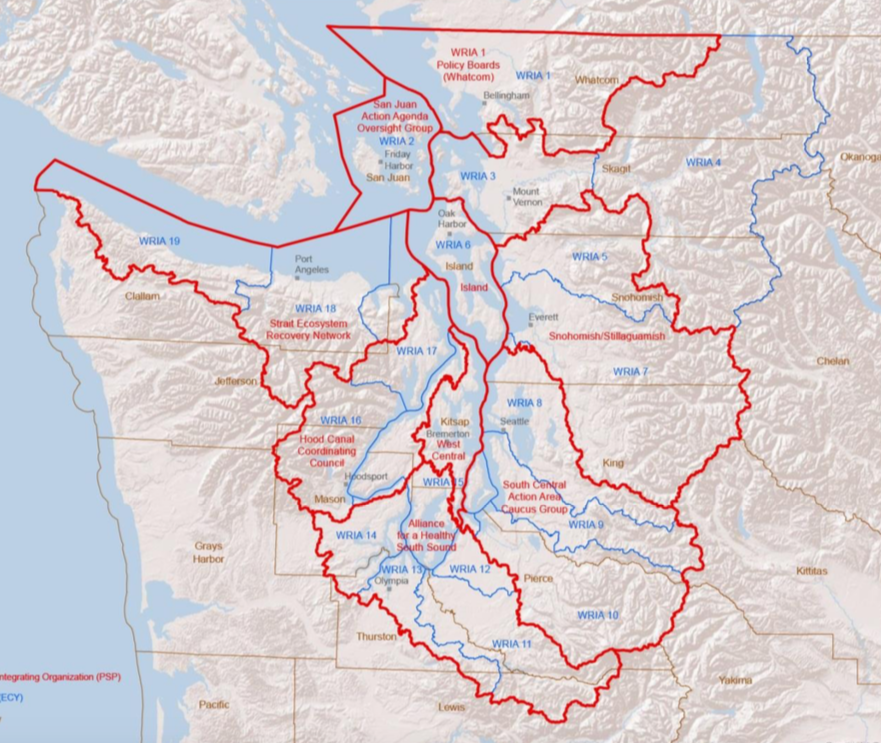 WRIA 1
Policy Boards
(Whatcom)
WRIA 1
Whatcom
Bellingham
San Juan
Action Agenda
Oversight Group
WRIA 2
Friday
Harbor
San Juan
WRIA 3
Skagit
WRIA 4
Okanoga
Mount
Vernon
Oak
Harbor
WRIA 6
Island
Island
WRIA 5
Snohomish
WRIA 19
Port
Angeles
Clallam
WRIA 18
Strait Ecosystem
Recovery Network
Everett
Snohomish/Stillaguamish
WRIA 17
Chelan
WRIA 7
Jefferson
WRIA 8
WRIA 16
Kitsap
Bremerton
West
Central
Seattle
Hood Canal
Coordinating
Council
King
Hoodsport
WRIA 15
South Central
Action Area
Caucus Group
Mason
WRIA 14
Alliance
for a Healthy
South Sound
WRIA 9
Grays
Harbor
WRIA 13
WRIA 12
Olympia
Pierce
Kittitas
WRIA 10
Thurston
WRIA 11
ntegrating Organization (PSP)
Yakima
(ECY)
Pacific
Lewis